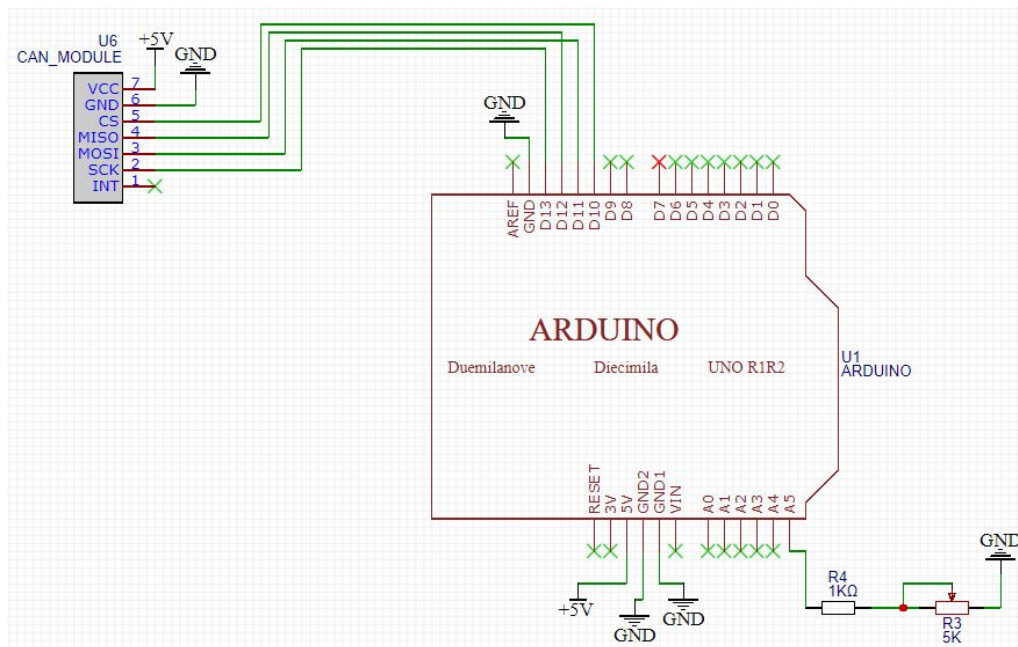 U6
CAN_MODULE
+5V
GND
VCC 7
GND 6
CS 5
MISO 4
MOSI 3
SCK 2
INT 1
GND
AREF
GND
D13
D12
D11
D10
D9
D8
D7
D6
D5
D4
D3
D2
D1
D0
ARDUINO
Duemilanove Diecimila UNO R1R2
U1
ARDUINO
RESET
3V
5V
GND2
GND1
VIN
A0
A1
A2
A3
A4
A5
+5V
GND
GND
R4
1KΩ
GND
R3
5K